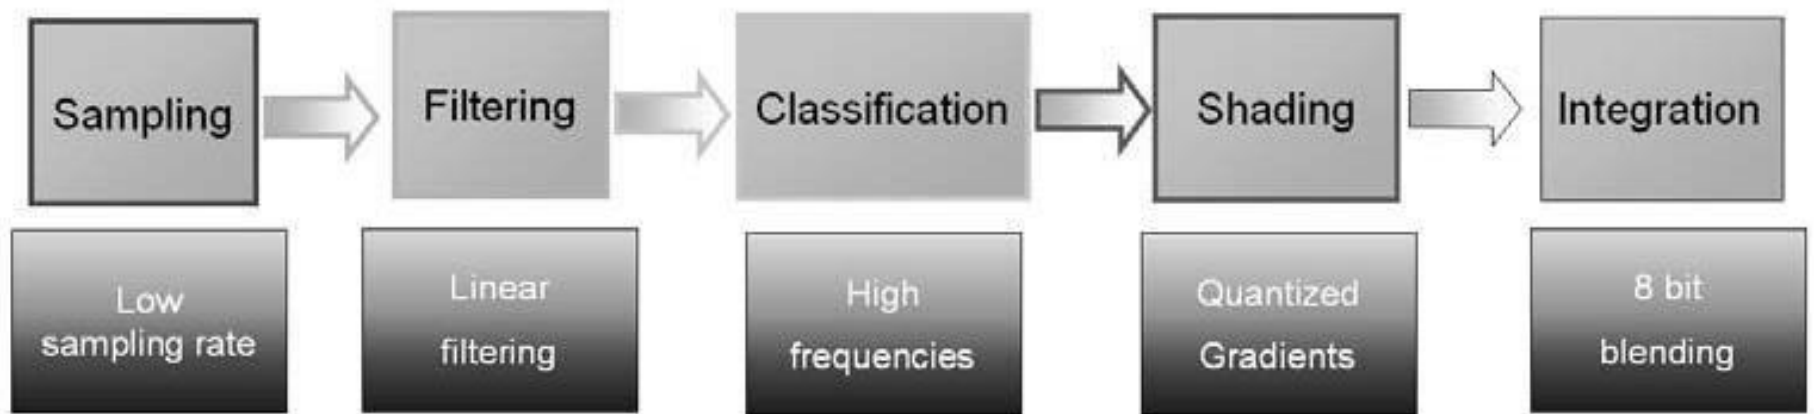 Sampling
Filtering
Classification
Shading
Integration
Low
sampling rate
Linear
filtering
High
frequencies
Quantized
Gradients
8 bit
blending